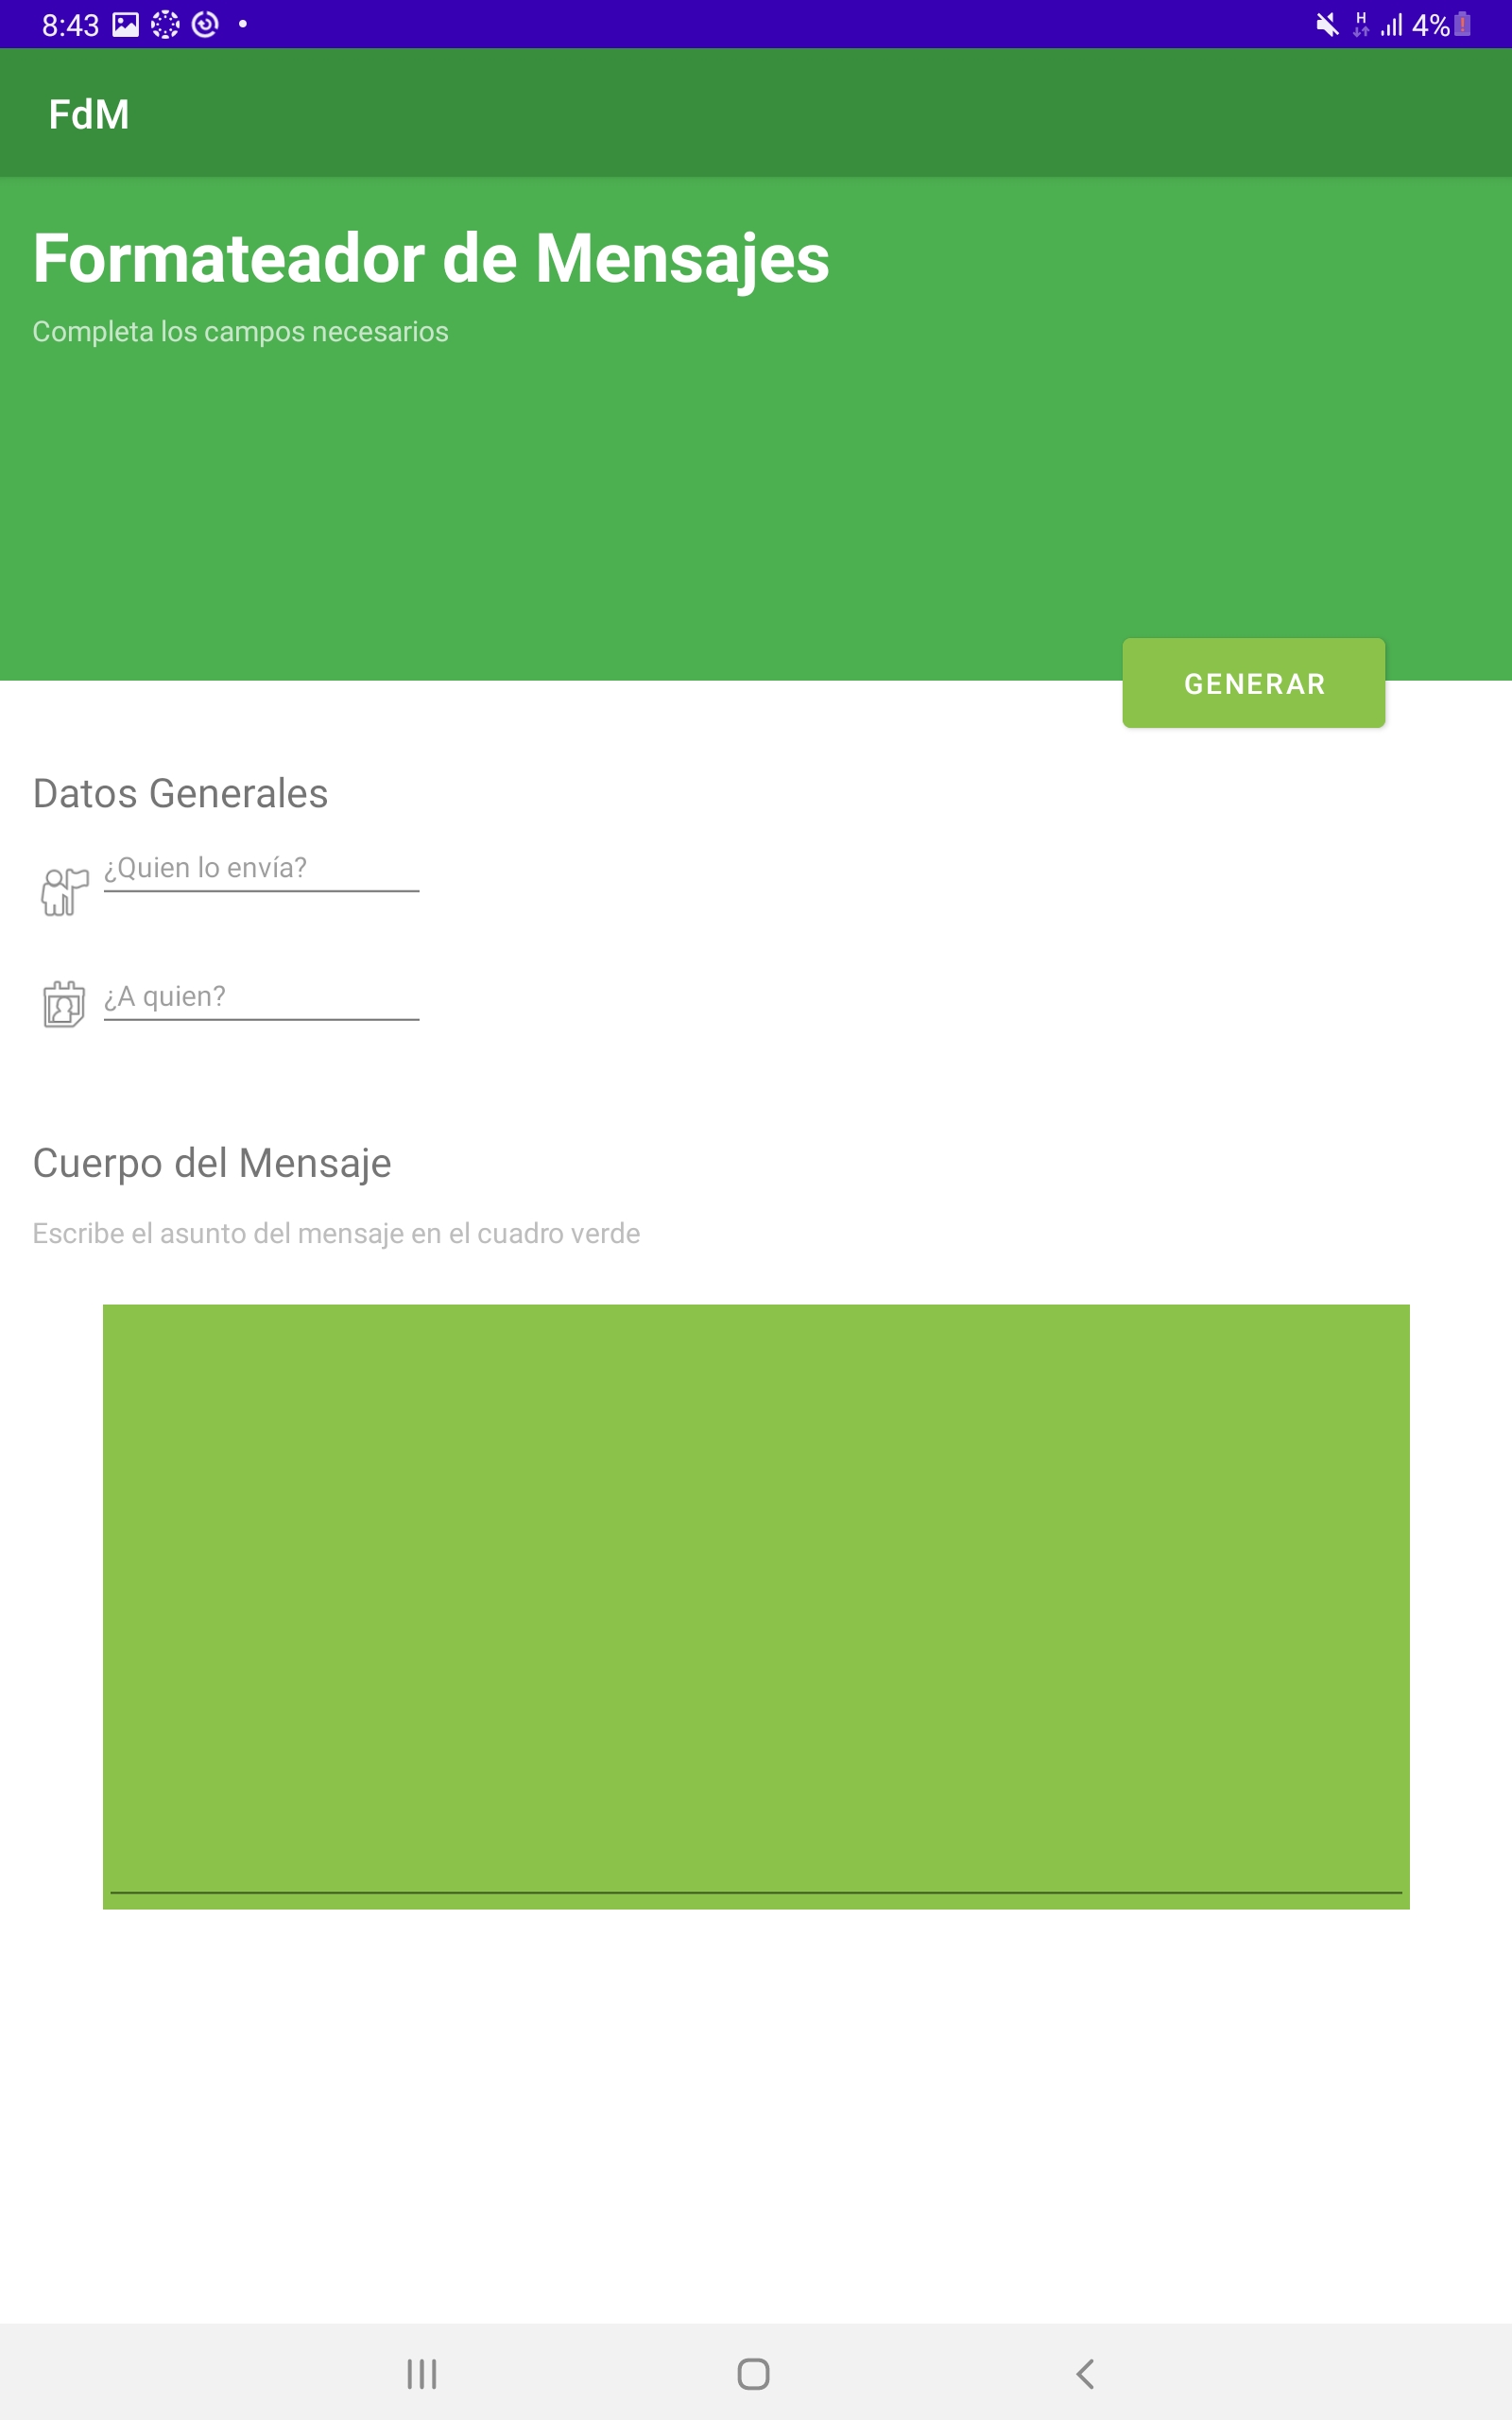 8:43
H
4%
FdM
Formateador de Mensajes
Completa los campos necesarios
GENERAR
Datos Generales
¿Quien lo envía?
¿A quien?
Cuerpo del Mensaje
Escribe el asunto del mensaje en el cuadro verde